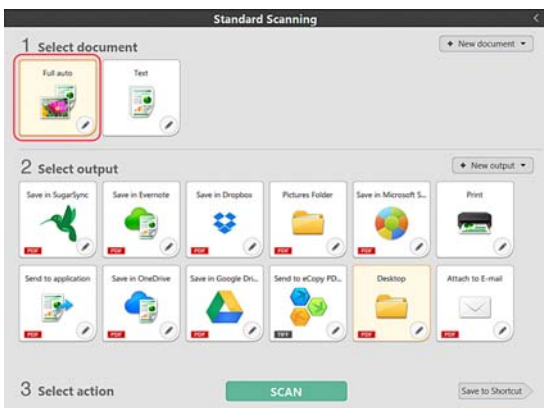 Standard Scanning
1 Select document
+ New document
Full auto
Text
2 Select output
+ New output
Save in SugarSync
Save in Evernote
Save in Dropbox
Pictures Folder
Save in Microsoft S...
Print
PDF
PDF
PDF
PDF
PDF
Send to application
Save in OneDrive
Save in Google Dri...
Send to eCopy PD...
Desktop
Attach to E-mail
PDF
PDF
PDF
TIFF
PDF
PDF
3 Select action
SCAN
Save to Shortcut